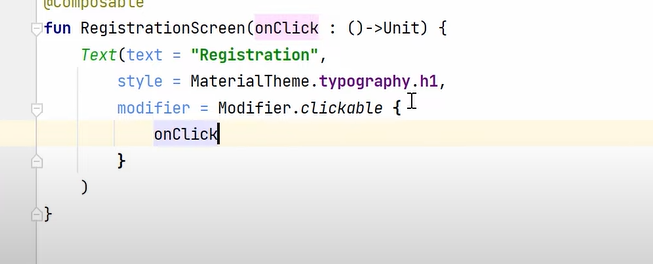 @Composable
fun RegistrationScreen(onClick : ()->Unit) {
Text(text = "Registration",
style = MaterialTheme.typography.h1,
modifier = Modifier.clickable {
onClick
}
)
}